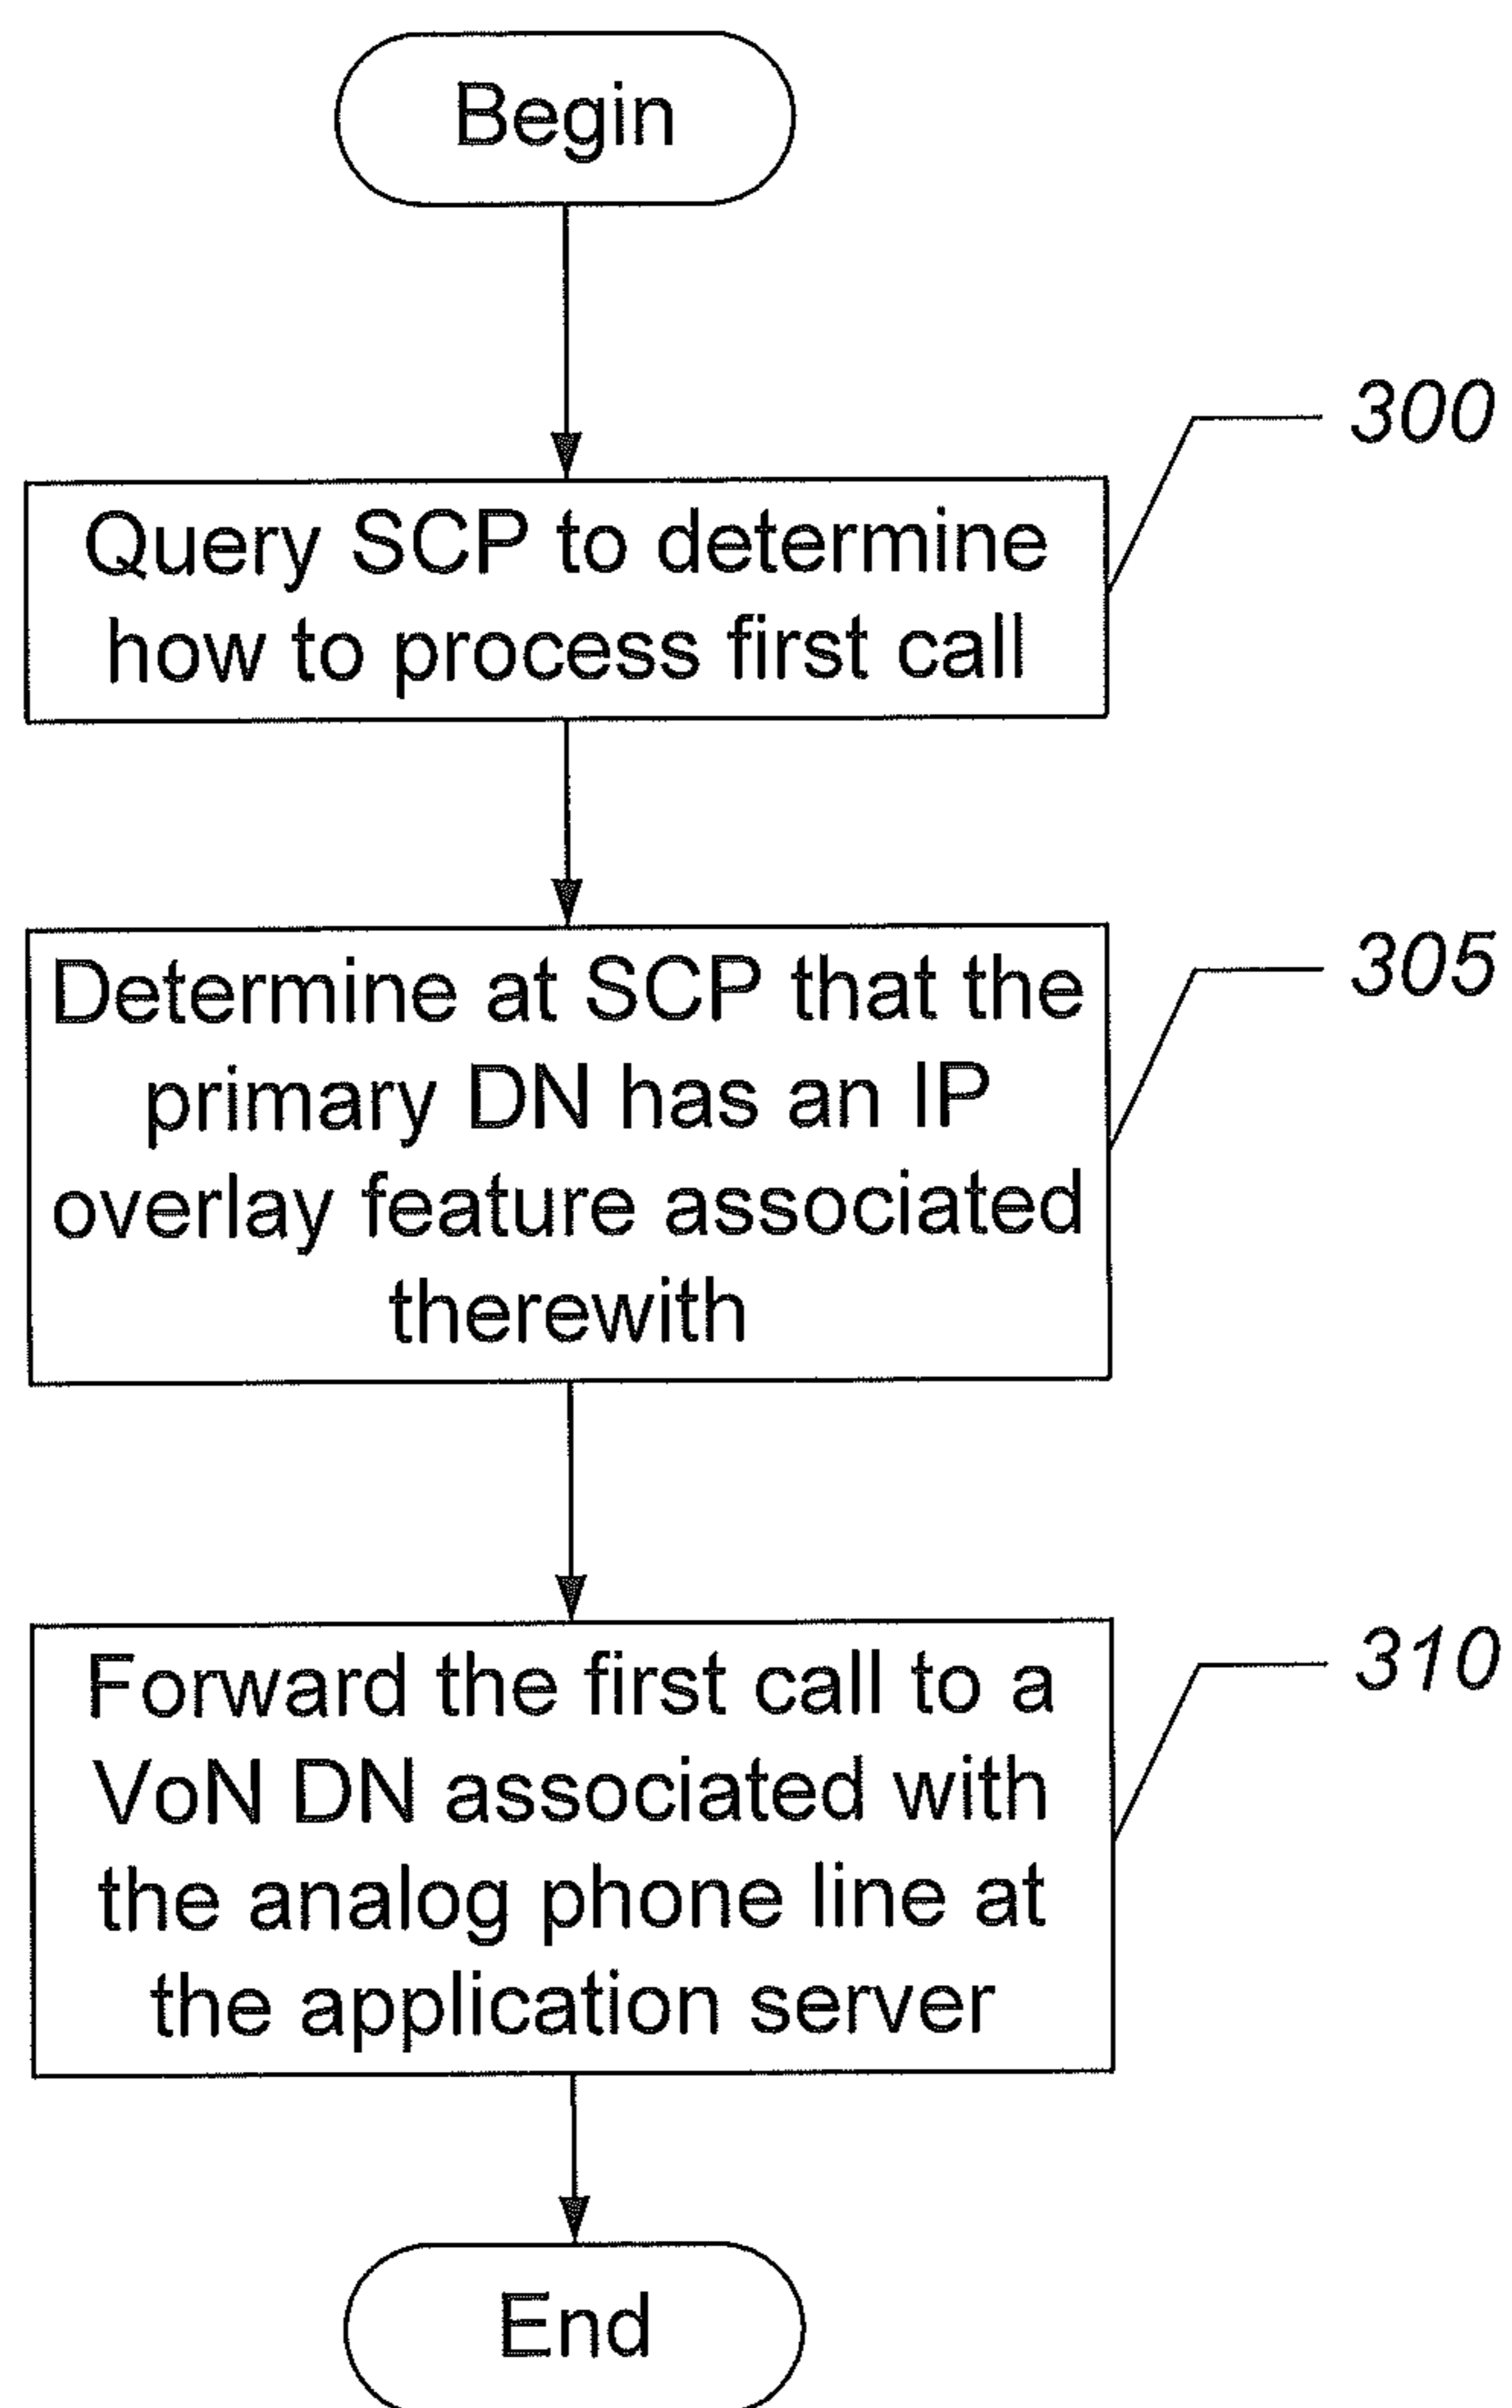 Begin
300
Query SCP to determine
how to process first call
305
Determine at SCP that the
primary DN has an IP
overlay feature associated
therewith
310
Forward the first call to a
VoN DN associated with
the analog phone line at
the application server
End